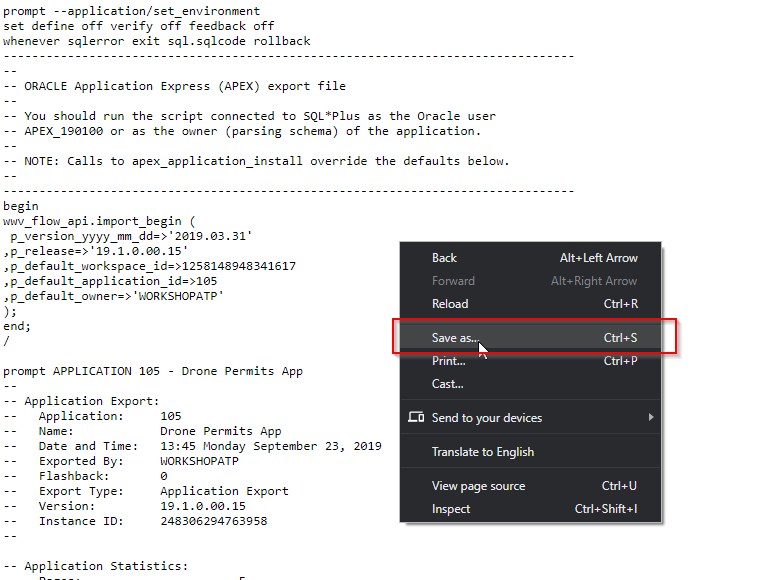 prompt --application/set_environment
set define off verify off feedback off
whenever sqlerror exit sql.sqlcode rollback
--------------------------------------------------------------------------------
--
-- ORACLE Application Express (APEX) export file
--
-- You should run the script connected to SQL*Plus as the Oracle user
-- APEX_190100 or as the owner (parsing schema) of the application.
--
-- NOTE: Calls to apex_application_install override the defaults below.
--
--------------------------------------------------------------------------------
begin
wwv_flow_api.import_begin (
 p_version_yyyy_mm_dd=>'2019.03.31'
,p_release=>'19.1.0.00.15'
,p_default_workspace_id=>1258148948341617
,p_default_application_id=>105
,p_default_owner=>'WORKSHOPATP'
);
end;
/
prompt APPLICATION 105 - Drone Permits App
--
-- Application Export:
--   Application:     105
--   Name:            Drone Permits App
--   Date and Time:   13:45 Monday September 23, 2019
--   Exported By:     WORKSHOPATP
--   Flashback:       0
--   Export Type:     Application Export
--   Version:         19.1.0.00.15
--   Instance ID:     248306294763958
--
-- Application Statistics:
Back Alt+Left Arrow
Forward Alt+Right Arrow
Reload Ctrl+R
Save as... Ctrl+S
Print... Ctrl+P
Cast...
Send to your devices
Translate to English
View page source Ctrl+U
Inspect Ctrl+Shift+I